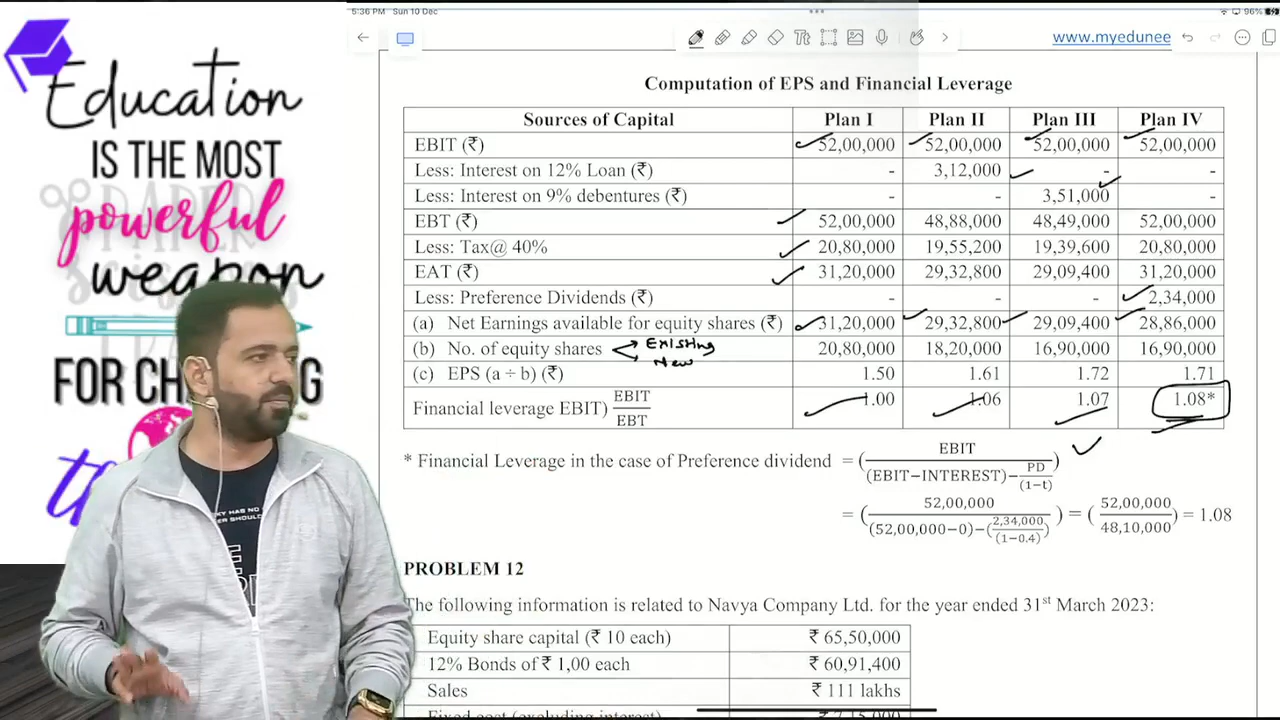 5:36 PM Sun 10 Dec
96%
www.myedunee
Education
IS THE MOST
powerful
weapon
FOR CH
Computation of EPS and Financial Leverage
Sources of Capital Plan I Plan II Plan III Plan IV
EBIT (₹) 52,00,000 52,00,000 52,00,000 52,00,000
Less: Interest on 12% Loan (₹) - 3,12,000 - -
Less: Interest on 9% debentures (₹) - - 3,51,000 -
EBT (₹) 52,00,000 48,88,000 48,49,000 52,00,000
Less: Tax@ 40% 20,80,000 19,55,200 19,39,600 20,80,000
EAT (₹) 31,20,000 29,32,800 29,09,400 31,20,000
Less: Preference Dividends (₹) - - - 2,34,000
(a) Net Earnings available for equity shares (₹) 31,20,000 29,32,800 29,09,400 28,86,000
(b) No. of equity shares Existing New 20,80,000 18,20,000 16,90,000 16,90,000
(c) EPS (a ÷ b) (₹) 1.50 1.61 1.72 1.71
Financial leverage EBIT) EBIT/EBT 1.00 1.06 1.07 1.08*
* Financial Leverage in the case of Preference dividend = (EBIT/((EBIT−INTEREST)−PD/(1−t)))
= (52,00,000/((52,00,000−0)−(2,34,000/(1−0.4)))) = (52,00,000/48,10,000) = 1.08
PROBLEM 12
The following information is related to Navya Company Ltd. for the year ended 31st March 2023:
Equity share capital (₹ 10 each) ₹ 65,50,000
12% Bonds of ₹ 1,00 each ₹ 60,91,400
Sales ₹ 111 lakhs
Fixed cost (excluding interest) ₹ 7,15,000